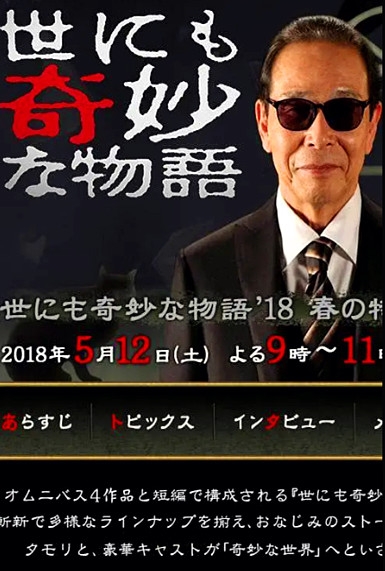 世にも
奇妙
な物語
世にも奇妙な物語'18 春の特
2018年5月12日(土) よる9時～11
あらすじ
トピックス
インタビュー
オムニバス4作品と短編で構成される『世にも奇妙
斬新で多様なラインナップを揃え、おなじみのストー
タモリと、豪華キャストが「奇妙な世界」へといざ